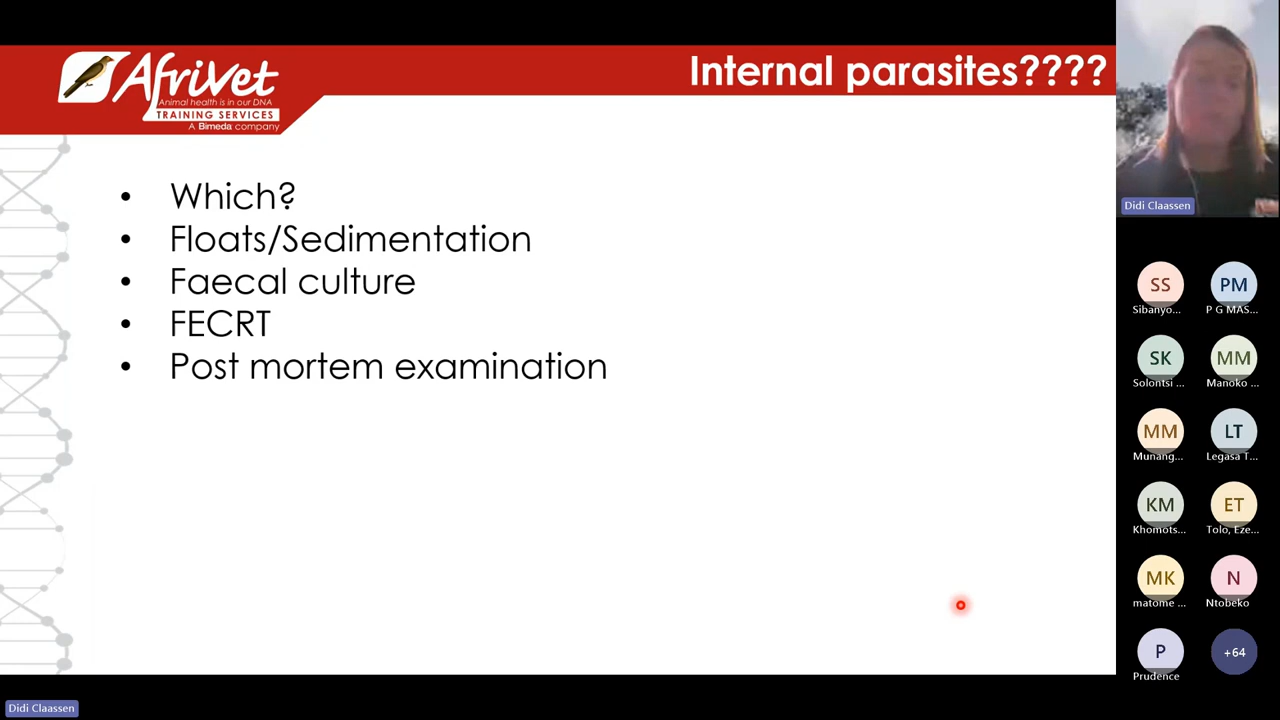 AfriVet
Animal health is in our DNA
TRAINING SERVICES
A Bimeda company
Internal parasites????
• Which?
• Floats/Sedimentation
• Faecal culture
• FECRT
• Post mortem examination
Didi Claassen
SS
PM
Sibanyo...
P G MAS...
SK
MM
Solontsi ...
Manoko ...
MM
LT
Munang...
Legasa T...
KM
ET
Khomots...
Tolo, Eze...
MK
N
matome ...
Ntobeko
P
+64
Prudence
Didi Claassen